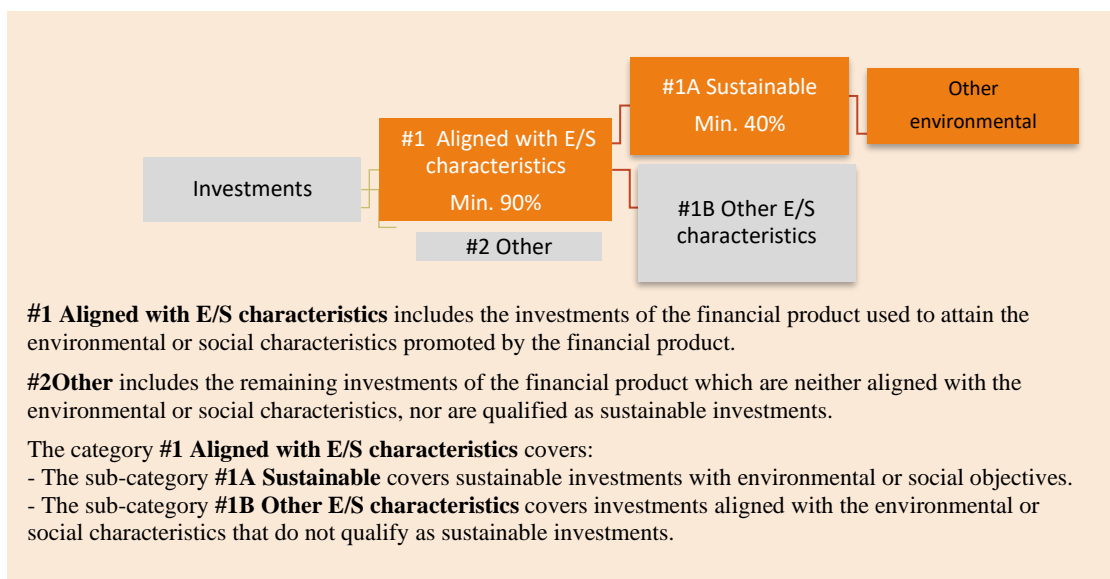 Investments
#1 Aligned with E/S
characteristics
Min. 90%
#2 Other
#1A Sustainable
Min. 40%
#1B Other E/S
characteristics
Other
environmental
#1 Aligned with E/S characteristics includes the investments of the financial product used to attain the
environmental or social characteristics promoted by the financial product.
#2Other includes the remaining investments of the financial product which are neither aligned with the
environmental or social characteristics, nor are qualified as sustainable investments.
The category #1 Aligned with E/S characteristics covers:
- The sub-category #1A Sustainable covers sustainable investments with environmental or social objectives.
- The sub-category #1B Other E/S characteristics covers investments aligned with the environmental or
social characteristics that do not qualify as sustainable investments.